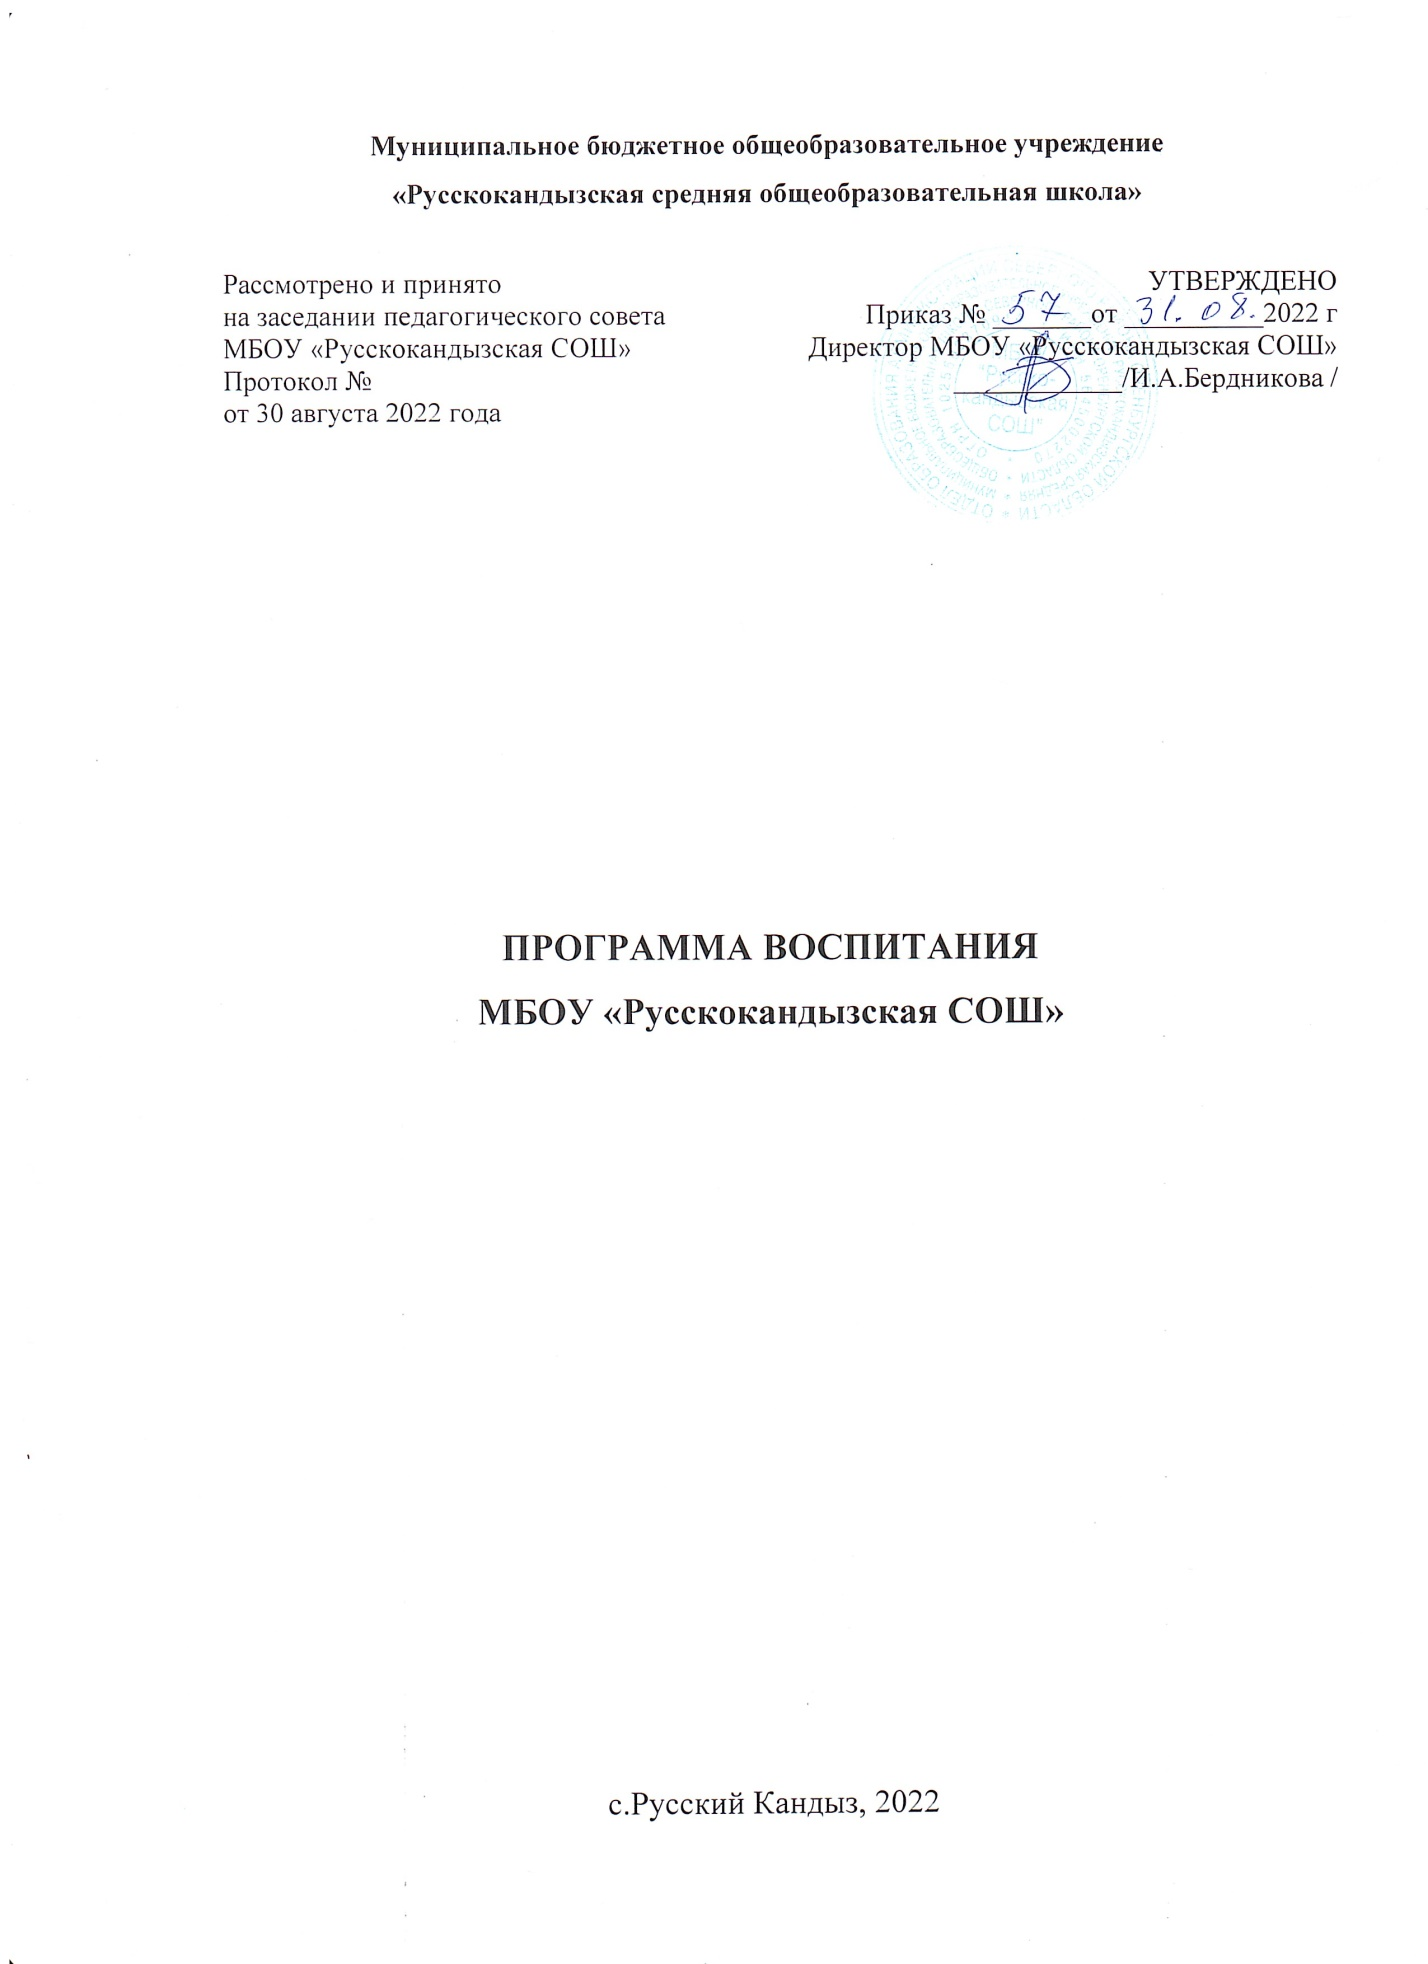 Муниципальное бюджетное общеобразовательное учреждение
«Русскокандызская средняя общеобразовательная школа»
Рассмотрено и принято
на заседании педагогического совета
МБОУ «Русскокандызская СОШ»
Протокол №
от 30 августа 2022 года
УТВЕРЖДЕНО
Приказ № 57 от 31. 08. 2022 г
Директор МБОУ «Русскокандызская СОШ»
/И.А.Бердникова /
СОШ"
ПРОГРАММА ВОСПИТАНИЯ
МБОУ «Русскокандызская СОШ»
с.Русский Кандыз, 2022